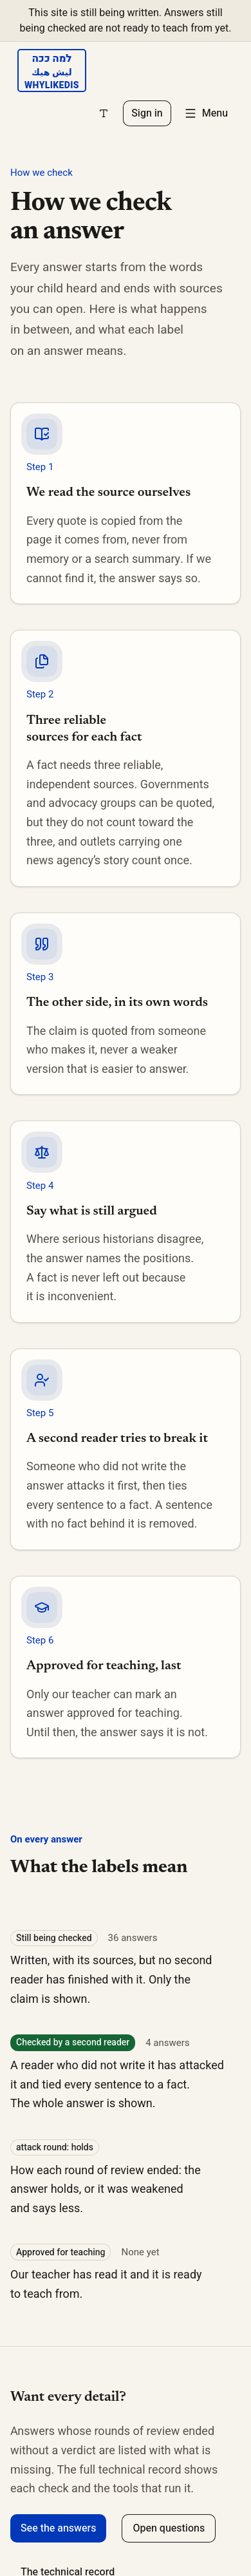 This site is still being written. Answers still
being checked are not ready to teach from yet.
למה ככה
ليش هيك
WHYLIKEDIS
Sign in
Menu
How we check
How we check
an answer
Every answer starts from the words
your child heard and ends with sources
you can open. Here is what happens
in between, and what each label
on an answer means.
Step 1
We read the source ourselves
Every quote is copied from the
page it comes from, never from
memory or a search summary. If we
cannot find it, the answer says so.
Step 2
Three reliable
sources for each fact
A fact needs three reliable,
independent sources. Governments
and advocacy groups can be quoted,
but they do not count toward the
three, and outlets carrying one
news agency’s story count once.
Step 3
The other side, in its own words
The claim is quoted from someone
who makes it, never a weaker
version that is easier to answer.
Step 4
Say what is still argued
Where serious historians disagree,
the answer names the positions.
A fact is never left out because
it is inconvenient.
Step 5
A second reader tries to break it
Someone who did not write the
answer attacks it first, then ties
every sentence to a fact. A sentence
with no fact behind it is removed.
Step 6
Approved for teaching, last
Only our teacher can mark an
answer approved for teaching.
Until then, the answer says it is not.
On every answer
What the labels mean
Still being checked 36 answers
Written, with its sources, but no second
reader has finished with it. Only the
claim is shown.
Checked by a second reader 4 answers
A reader who did not write it has attacked
it and tied every sentence to a fact.
The whole answer is shown.
attack round: holds
How each round of review ended: the
answer holds, or it was weakened
and says less.
Approved for teaching None yet
Our teacher has read it and it is ready
to teach from.
Want every detail?
Answers whose rounds of review ended
without a verdict are listed with what is
missing. The full technical record shows
each check and the tools that run it.
See the answers Open questions
The technical record